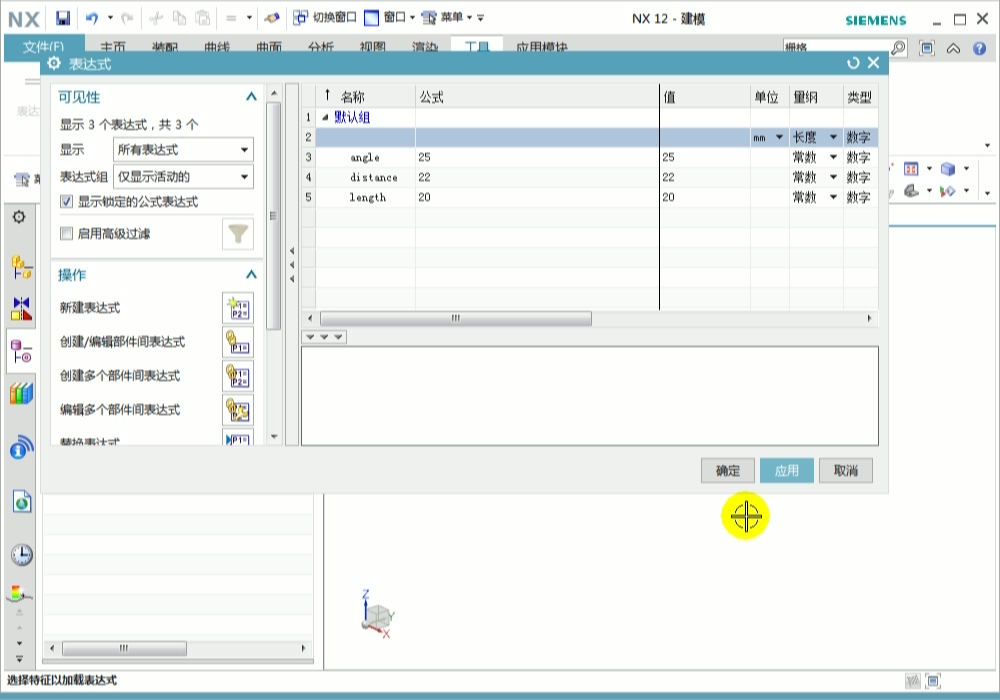 NX 切换窗口 窗口 菜单 NX 12 - 建模 SIEMENS
文件(F) 主页 装配 曲线 曲面 分析 视图 渲染 工具 应用模块 栅格
表达式
可见性
显示 3 个表达式，共 3 个
显示 所有表达式
表达式组 仅显示活动的
显示锁定的公式表达式
启用高级过滤
操作
新建表达式
创建/编辑部件间表达式
创建多个部件间表达式
编辑多个部件间表达式
替换表达式
↑ 名称 公式 值 单位 量纲 类型
1 默认组
2 mm 长度 数字
3 angle 25 25 常数 数字
4 distance 22 22 常数 数字
5 length 20 20 常数 数字
确定 应用 取消
Z
Y
X
选择特征以加载表达式